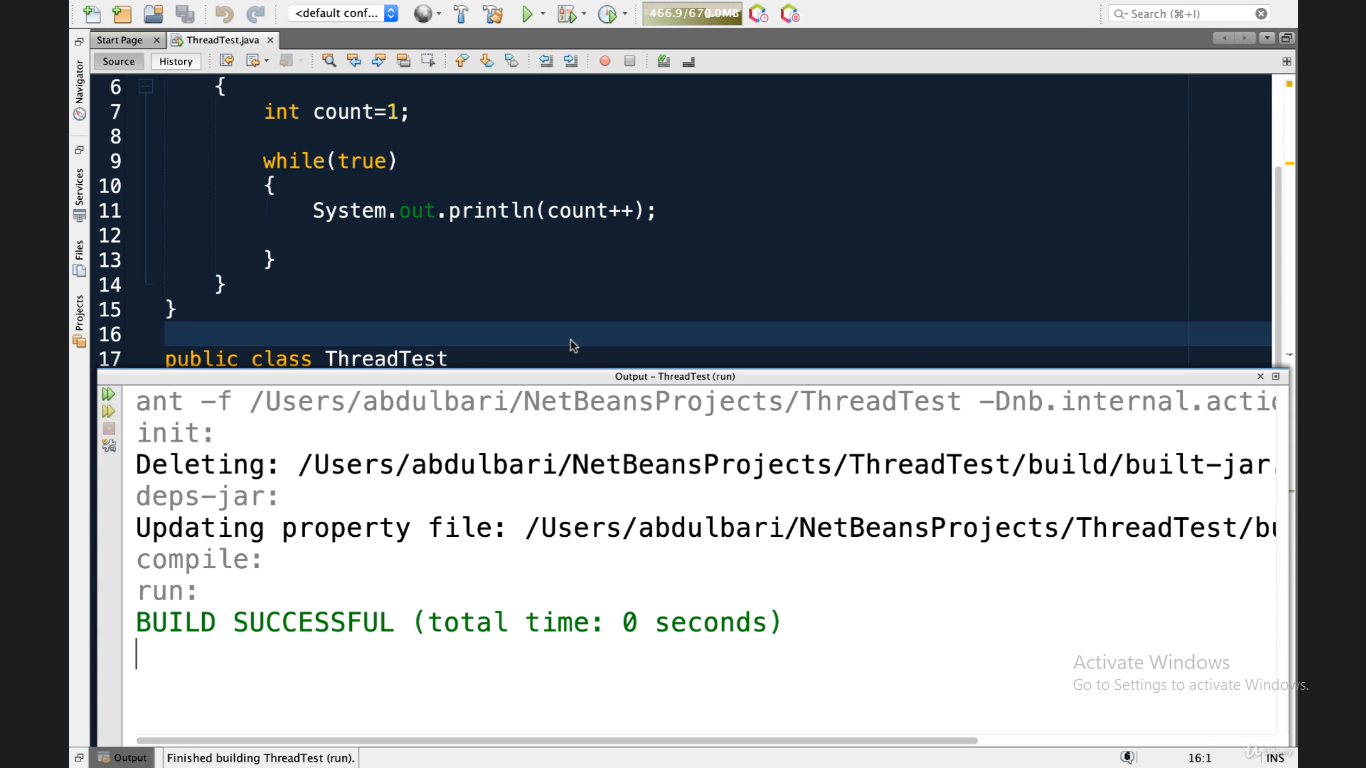 <default conf...
466.9/670.0MB
Search (⌘+I)
Start Page
ThreadTest.java
Source
History
Navigator
Services
Files
Projects
6 {
7 int count=1;
8
9 while(true)
10 {
11 System.out.println(count++);
12
13 }
14 }
15 }
16
17 public class ThreadTest
Output – ThreadTest (run)
ant -f /Users/abdulbari/NetBeansProjects/ThreadTest -Dnb.internal.actio
init:
Deleting: /Users/abdulbari/NetBeansProjects/ThreadTest/build/built-jar.
deps-jar:
Updating property file: /Users/abdulbari/NetBeansProjects/ThreadTest/bu
compile:
run:
BUILD SUCCESSFUL (total time: 0 seconds)
Activate Windows
Go to Settings to activate Windows.
Output
Finished building ThreadTest (run).
6
16:1
INS